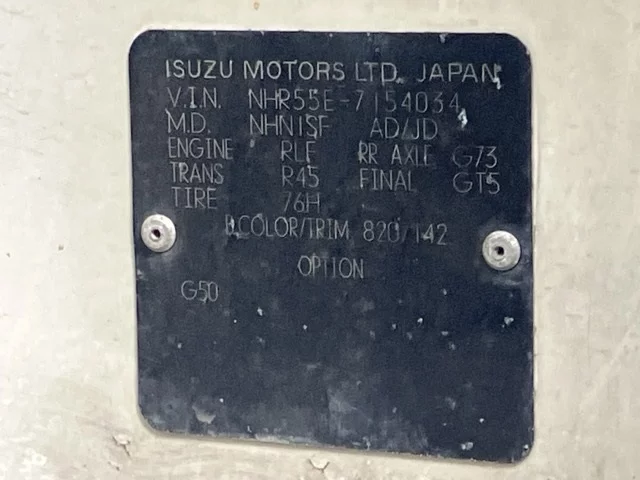 ISUZU MOTORS LTD. JAPAN
V.I.N. NHR55E-7154034
M.D. NHN1SF AD/JD
ENGINE RLF RR AXLE G73
TRANS R45 FINAL GT5
TIRE 76H
B.COLOR/TRIM 820/142
OPTION
G50